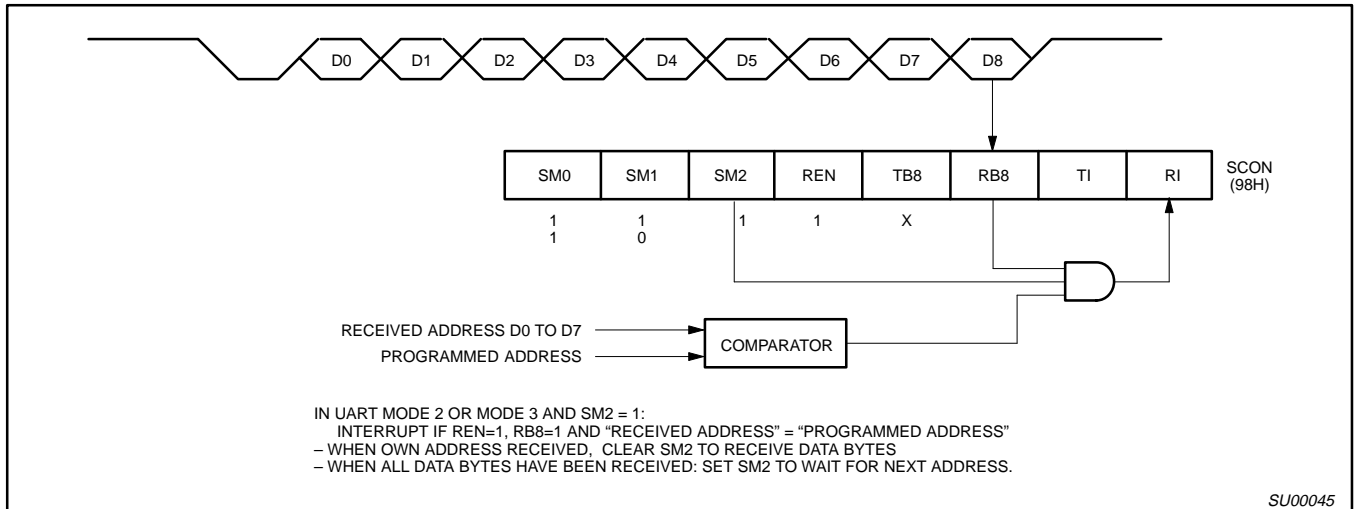 D0 D1 D2 D3 D4 D5 D6 D7 D8
SM0 SM1 SM2 REN TB8 RB8 TI RI
SCON
(98H)
1 1 1 1 X
1 0
RECEIVED ADDRESS D0 TO D7
PROGRAMMED ADDRESS
COMPARATOR
IN UART MODE 2 OR MODE 3 AND SM2 = 1:
INTERRUPT IF REN=1, RB8=1 AND “RECEIVED ADDRESS” = “PROGRAMMED ADDRESS”
– WHEN OWN ADDRESS RECEIVED, CLEAR SM2 TO RECEIVE DATA BYTES
– WHEN ALL DATA BYTES HAVE BEEN RECEIVED: SET SM2 TO WAIT FOR NEXT ADDRESS.
SU00045